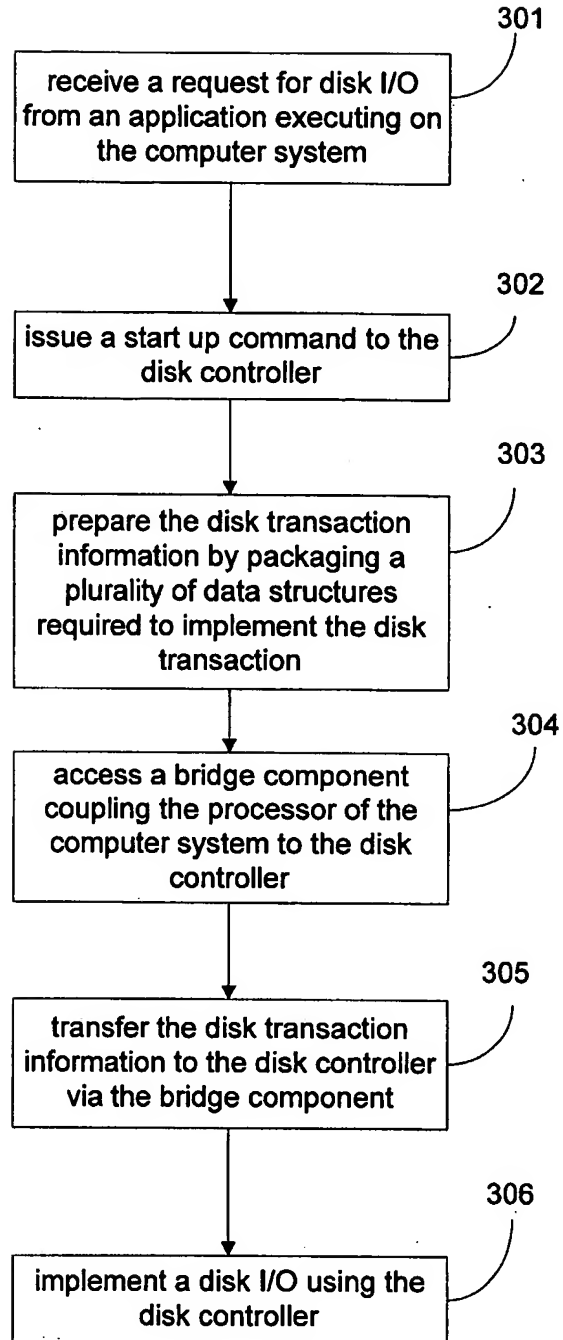 301
receive a request for disk I/O
from an application executing on
the computer system
302
issue a start up command to the
disk controller
303
prepare the disk transaction
information by packaging a
plurality of data structures
required to implement the disk
transaction
304
access a bridge component
coupling the processor of the
computer system to the disk
controller
305
transfer the disk transaction
information to the disk controller
via the bridge component
306
implement a disk I/O using the
disk controller